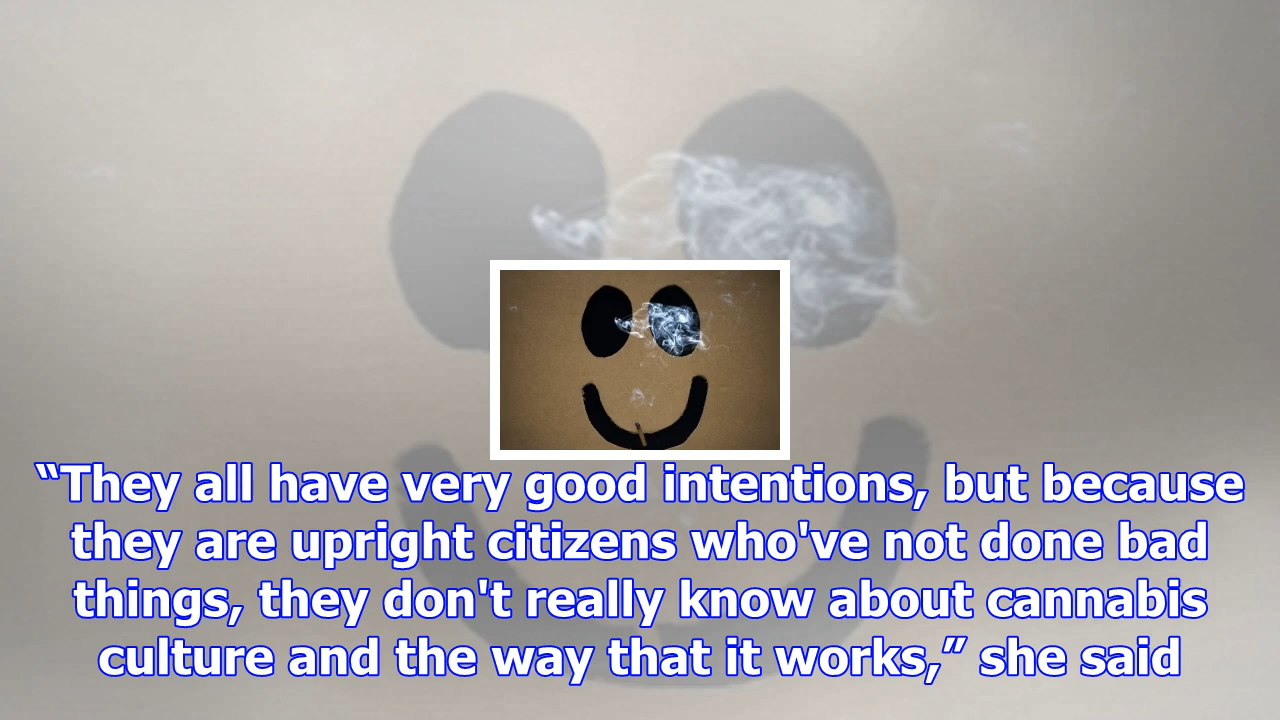 “They all have very good intentions, but because
they are upright citizens who've not done bad
things, they don't really know about cannabis
culture and the way that it works,” she said